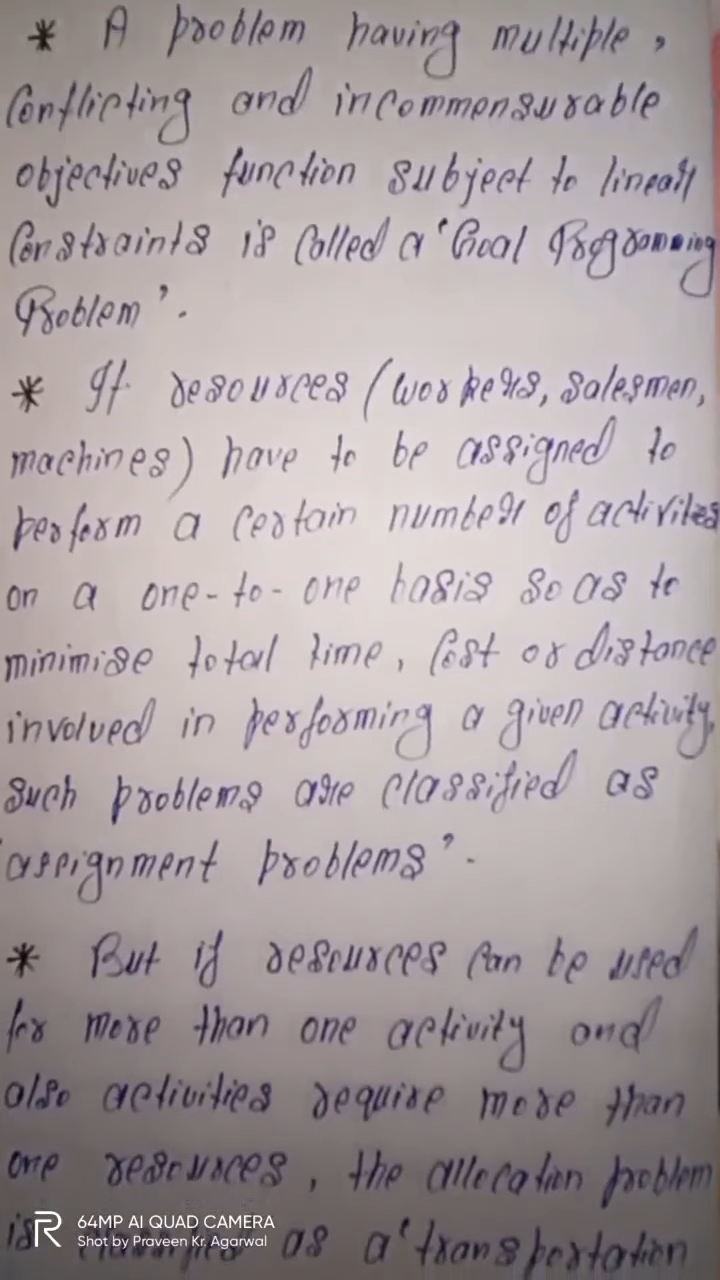 * A problem having multiple,
Conflicting and incommensurable
objectives function subject to linear
Constraints is Called a 'Goal Programming
Problem'.
* If resources (workers, salesmen,
machines) have to be assigned to
perform a certain number of activites
on a one-to-one basis so as to
minimise total time, Cost or distance
involved in performing a given activity,
such problems are classified as
'assignment problems'.
* But if resources can be used
for more than one activity and
also activities require more than
one resources, the allocation problem
is classified as a 'transportation
64MP AI QUAD CAMERA
Shot by Praveen Kr. Agarwal